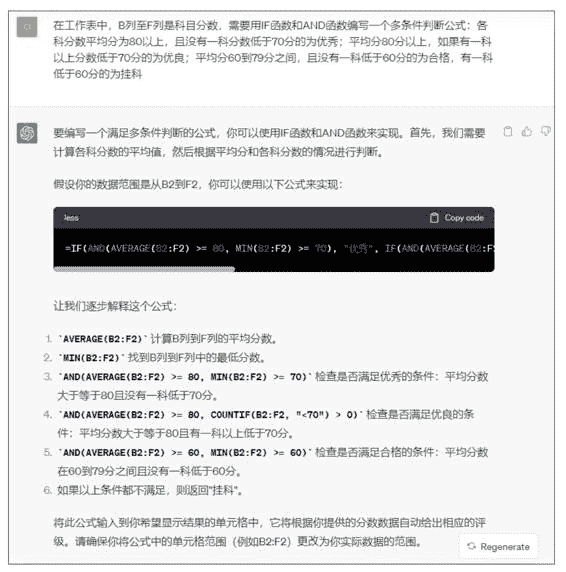 在工作表中，B列至F列是科目分数，需要用IF函数和AND函数编写一个多条件判断公式：各
科分数平均分为80以上，且没有一科分数低于70分的为优秀；平均分80分以上，如果有一科
以上分数低于70分的为优良；平均分60到79分之间，且没有一科低于60分的为合格，有一科
低于60分的为挂科
要编写一个满足多条件判断的公式，你可以使用IF函数和AND函数来实现。首先，我们需要
计算各科分数的平均值，然后根据平均分和各科分数的情况进行判断。
假设你的数据范围是从B2到F2，你可以使用以下公式来实现：
less Copy code
=IF(AND(AVERAGE(B2:F2) >= 80, MIN(B2:F2) >= 70), "优秀", IF(AND(AVERAGE(B2:F2
让我们逐步解释这个公式：
1. `AVERAGE(B2:F2)` 计算B列到F列的平均分数。
2. `MIN(B2:F2)` 找到B列到F列中的最低分数。
3. `AND(AVERAGE(B2:F2) >= 80, MIN(B2:F2) >= 70)` 检查是否满足优秀的条件：平均分数
大于等于80且没有一科低于70分。
4. `AND(AVERAGE(B2:F2) >= 80, COUNTIF(B2:F2, "<70") > 0)` 检查是否满足优良的条
件：平均分数大于等于80且有一科以上低于70分。
5. `AND(AVERAGE(B2:F2) >= 60, MIN(B2:F2) >= 60)` 检查是否满足合格的条件：平均分数
在60到79分之间且没有一科低于60分。
6. 如果以上条件都不满足，则返回"挂科"。
将此公式输入到你希望显示结果的单元格中，它将根据你提供的分数数据自动给出相应的评
级。请确保你将公式中的单元格范围（例如B2:F2）更改为你实际数据的范围。
Regenerate